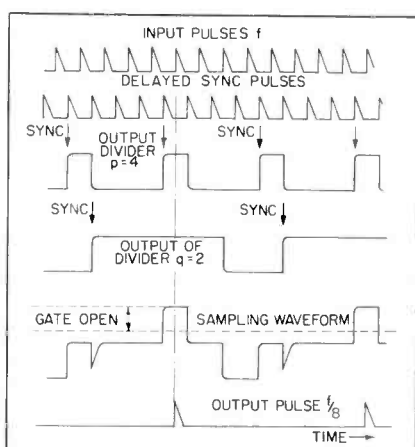 INPUT PULSES f
DELAYED SYNC PULSES
SYNC
OUTPUT
DIVIDER
p=4
SYNC
SYNC
SYNC
OUTPUT OF
DIVIDER q=2
GATE OPEN
SAMPLING WAVEFORM
OUTPUT PULSE f/8
TIME